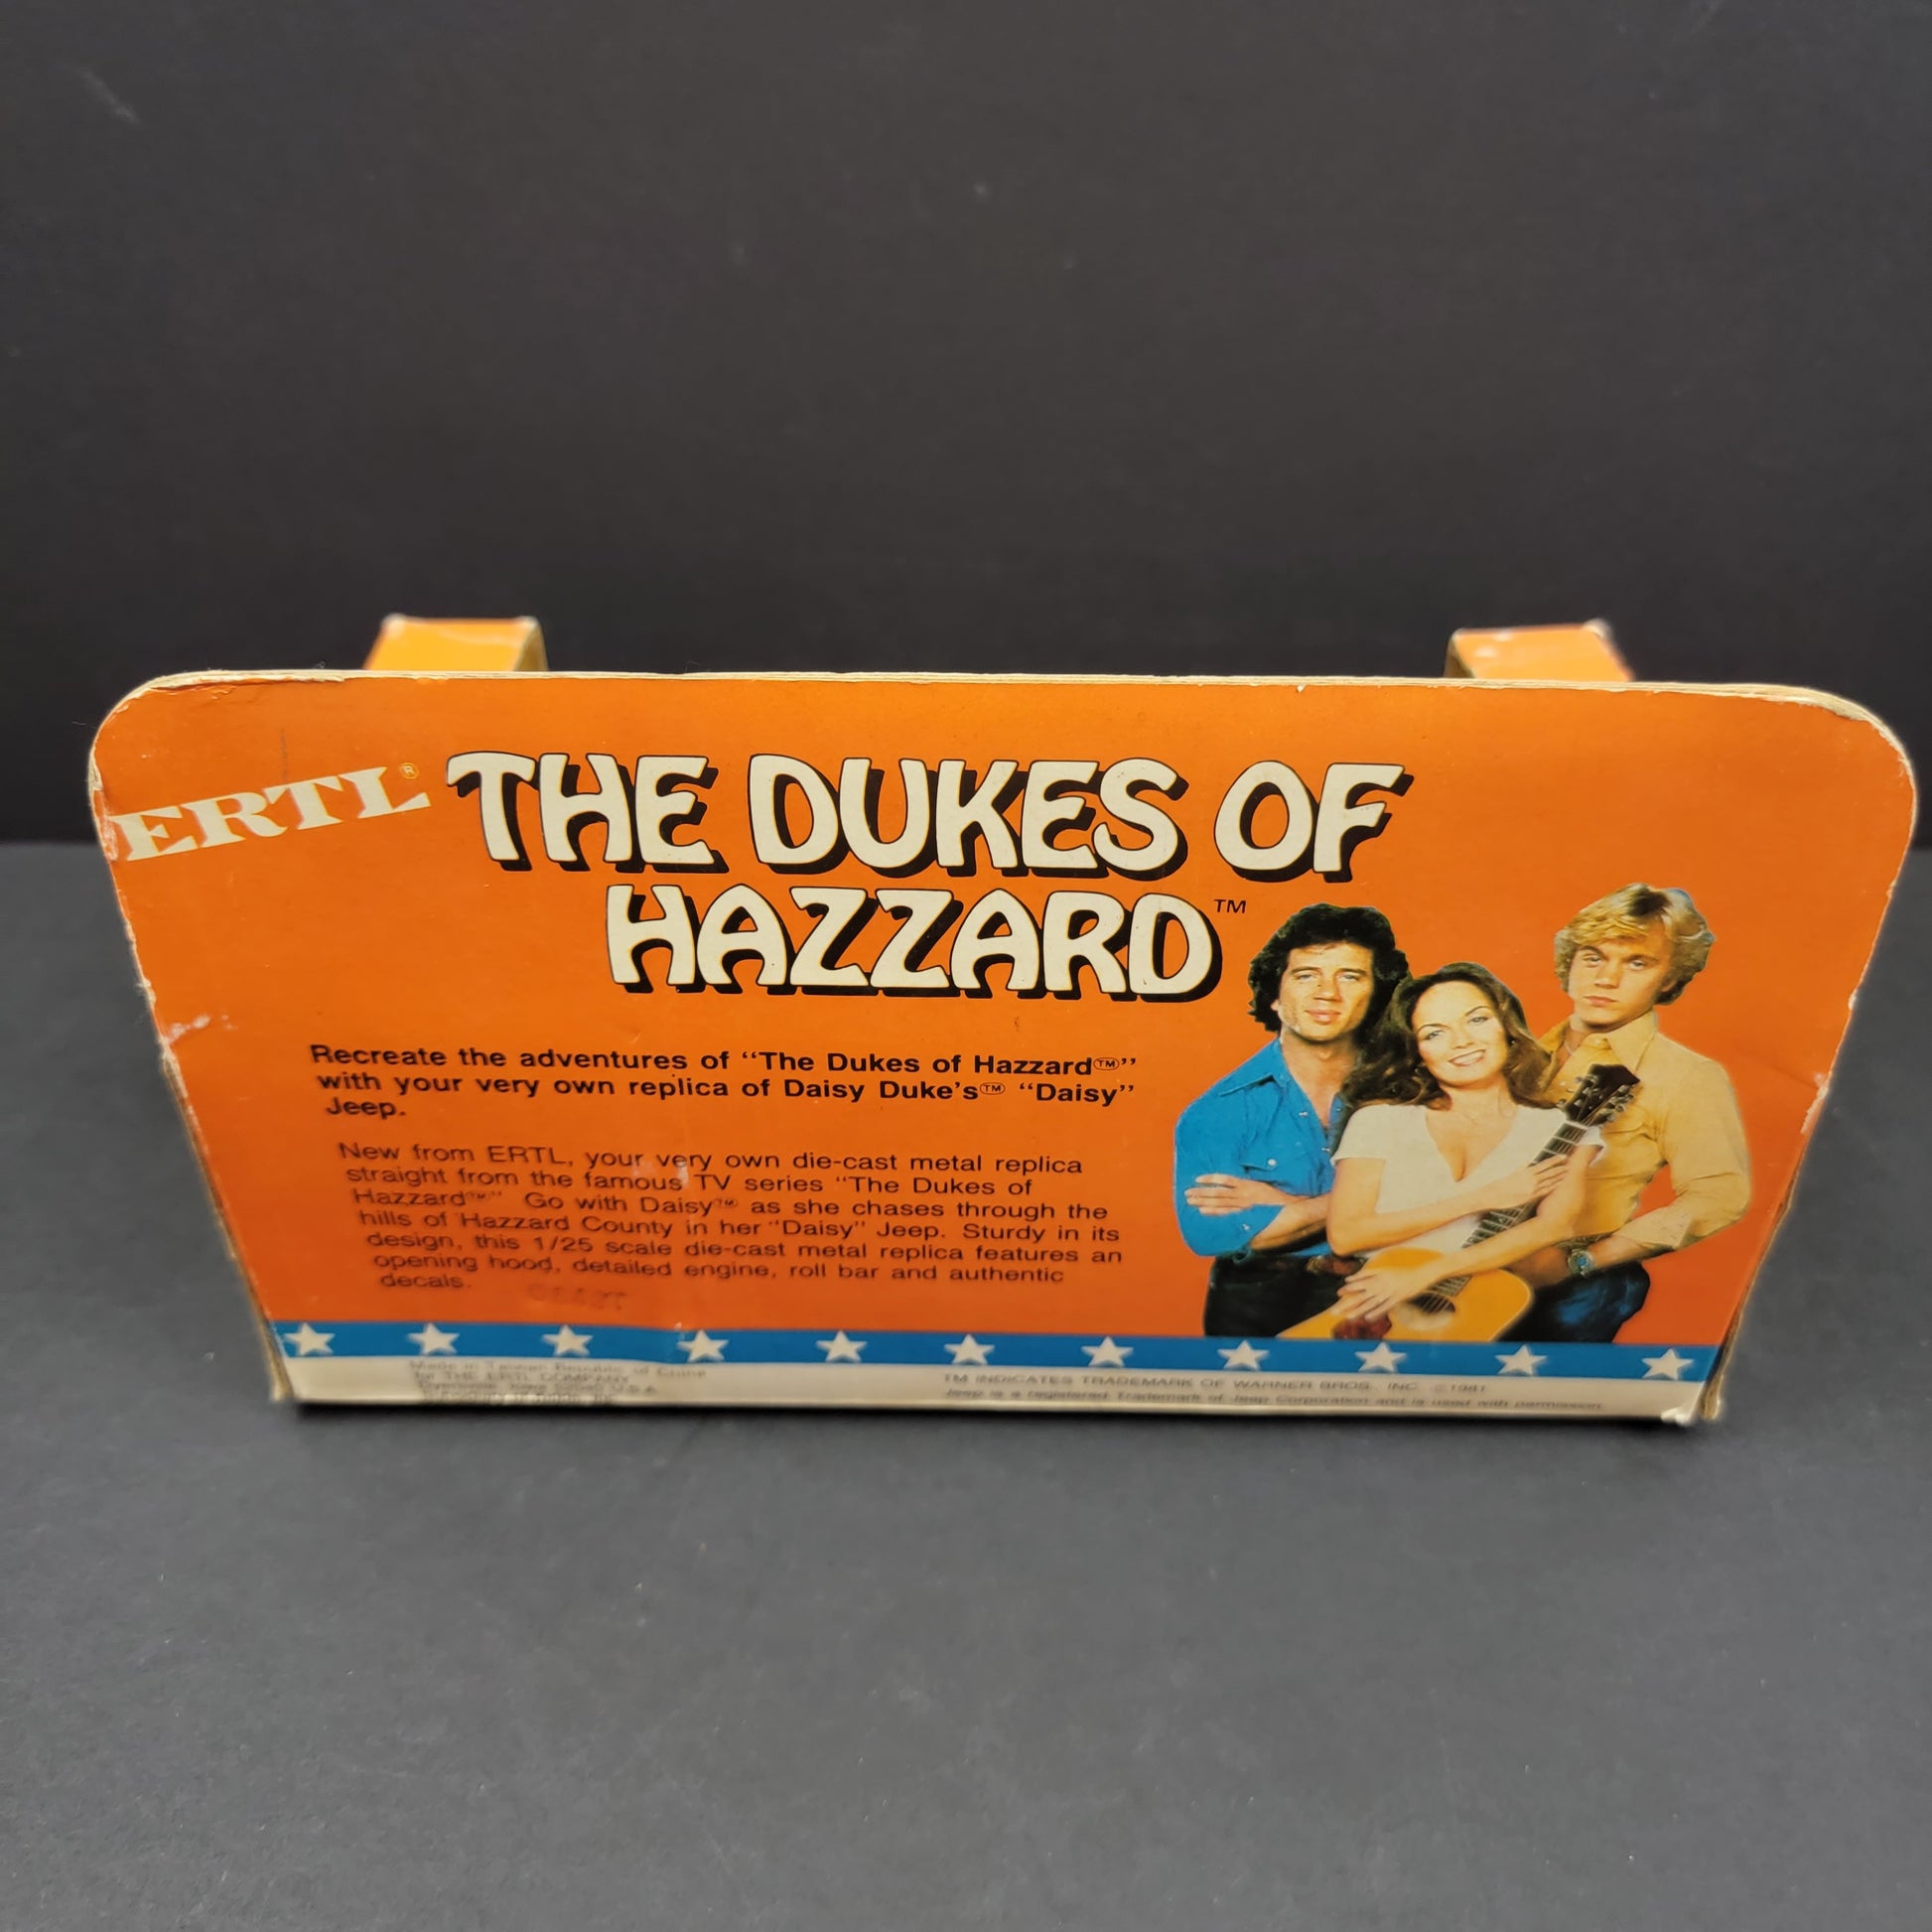 ERTL®
THE DUKES OF
HAZZARD™
Recreate the adventures of “The Dukes of Hazzard™”
with your very own replica of Daisy Duke's™ “Daisy”
Jeep.
New from ERTL, your very own die-cast metal replica
straight from the famous TV series “The Dukes of
Hazzard™” Go with Daisy™ as she chases through the
hills of Hazzard County in her “Daisy” Jeep. Sturdy in its
design, this 1/25 scale die-cast metal replica features an
opening hood, detailed engine, roll bar and authentic
decals.
Made in Taiwan Republic of China
for THE ERTL COMPANY
Dyersville, Iowa 52040 U.S.A.
TM INDICATES TRADEMARK OF WARNER BROS. INC. ©1981
Jeep is a registered Trademark of Jeep Corporation and is used with permission.